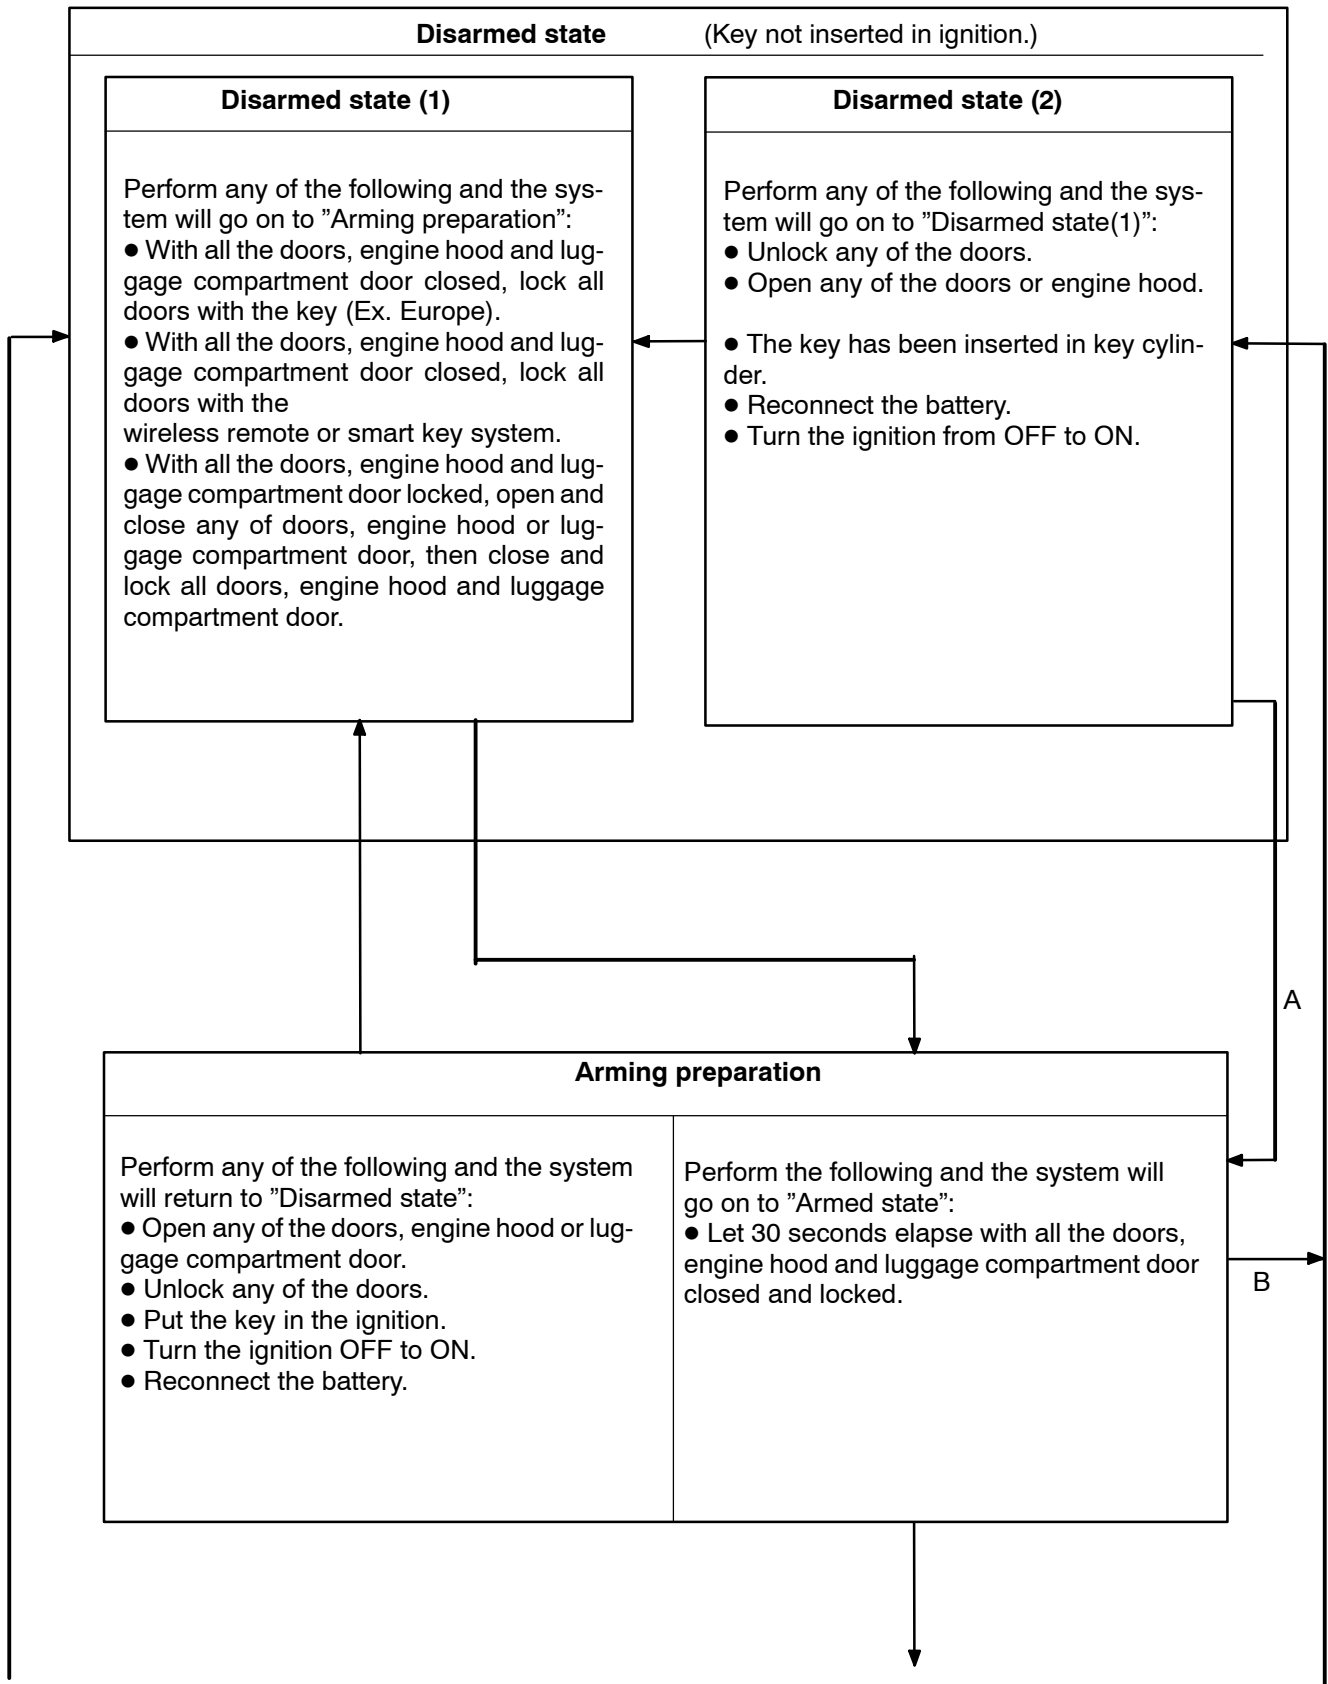 Disarmed state (Key not inserted in ignition.)
Disarmed state (1)
Perform any of the following and the sys-
tem will go on to ”Arming preparation”:
● With all the doors, engine hood and lug-
gage compartment door closed, lock all
doors with the key (Ex. Europe).
● With all the doors, engine hood and lug-
gage compartment door closed, lock all
doors with the
wireless remote or smart key system.
● With all the doors, engine hood and lug-
gage compartment door locked, open and
close any of doors, engine hood or lug-
gage compartment door, then close and
lock all doors, engine hood and luggage
compartment door.
Disarmed state (2)
Perform any of the following and the sys-
tem will go on to ”Disarmed state(1)”:
● Unlock any of the doors.
● Open any of the doors or engine hood.
● The key has been inserted in key cylin-
der.
● Reconnect the battery.
● Turn the ignition from OFF to ON.
A
Arming preparation
Perform any of the following and the system
will return to ”Disarmed state”:
● Open any of the doors, engine hood or lug-
gage compartment door.
● Unlock any of the doors.
● Put the key in the ignition.
● Turn the ignition OFF to ON.
● Reconnect the battery.
Perform the following and the system will
go on to ”Armed state”:
● Let 30 seconds elapse with all the doors,
engine hood and luggage compartment door
closed and locked.
B